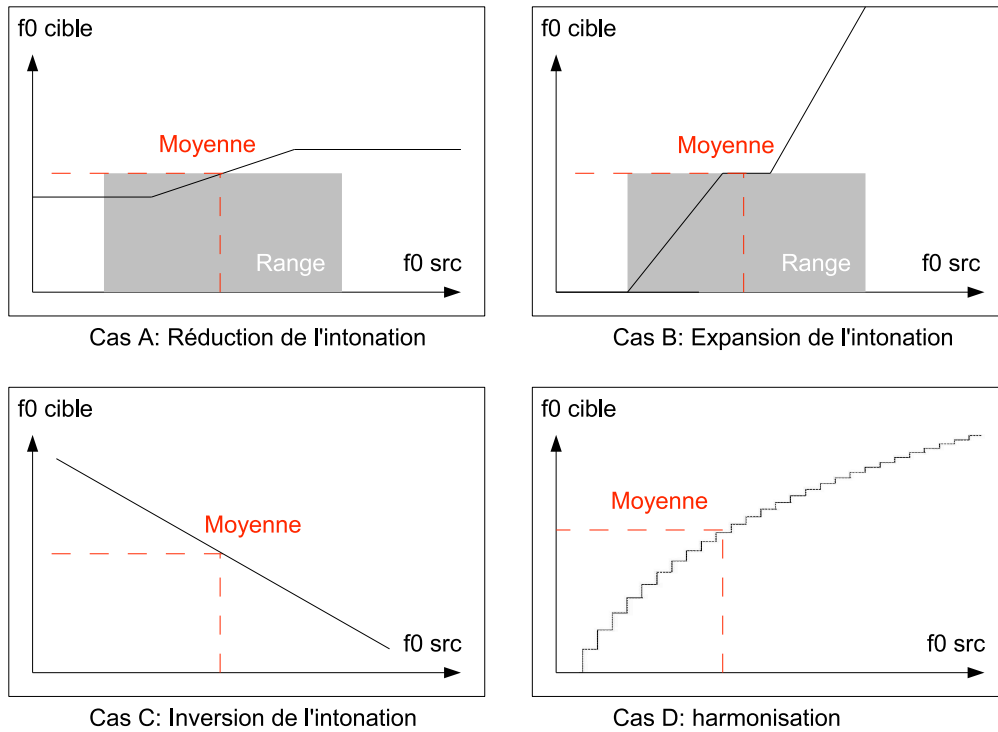 f0 cible
Moyenne
Range
f0 src
Cas A: Réduction de l'intonation
f0 cible
Moyenne
Range
f0 src
Cas B: Expansion de l'intonation
f0 cible
Moyenne
f0 src
Cas C: Inversion de l'intonation
f0 cible
Moyenne
f0 src
Cas D: harmonisation